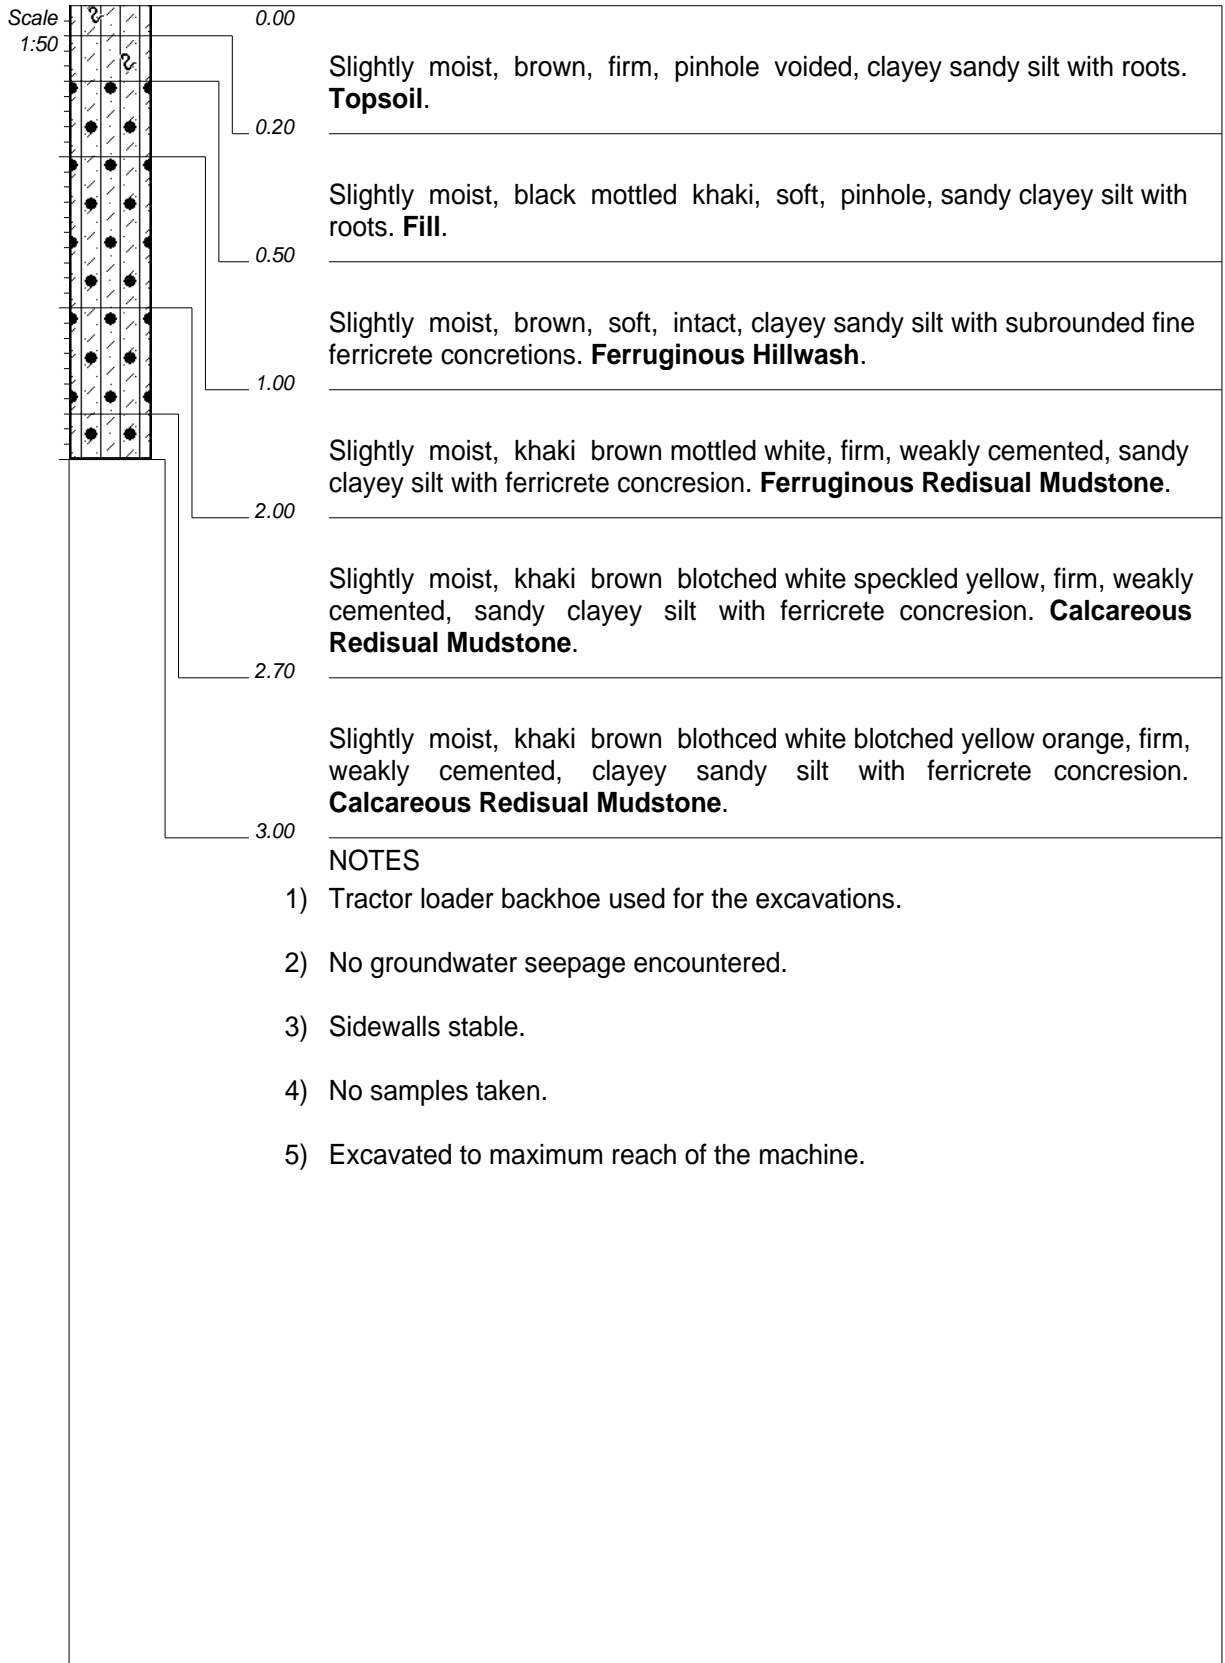 Scale
1:50
0.00
Slightly moist, brown, firm, pinhole voided, clayey sandy silt with roots.
Topsoil.
0.20
Slightly moist, black mottled khaki, soft, pinhole, sandy clayey silt with
roots. Fill.
0.50
Slightly moist, brown, soft, intact, clayey sandy silt with subrounded fine
ferricrete concretions. Ferruginous Hillwash.
1.00
Slightly moist, khaki brown mottled white, firm, weakly cemented, sandy
clayey silt with ferricrete concresion. Ferruginous Redisual Mudstone.
2.00
Slightly moist, khaki brown blotched white speckled yellow, firm, weakly
cemented, sandy clayey silt with ferricrete concresion. Calcareous
Redisual Mudstone.
2.70
Slightly moist, khaki brown blothced white blotched yellow orange, firm,
weakly cemented, clayey sandy silt with ferricrete concresion.
Calcareous Redisual Mudstone.
3.00
NOTES
1) Tractor loader backhoe used for the excavations.
2) No groundwater seepage encountered.
3) Sidewalls stable.
4) No samples taken.
5) Excavated to maximum reach of the machine.